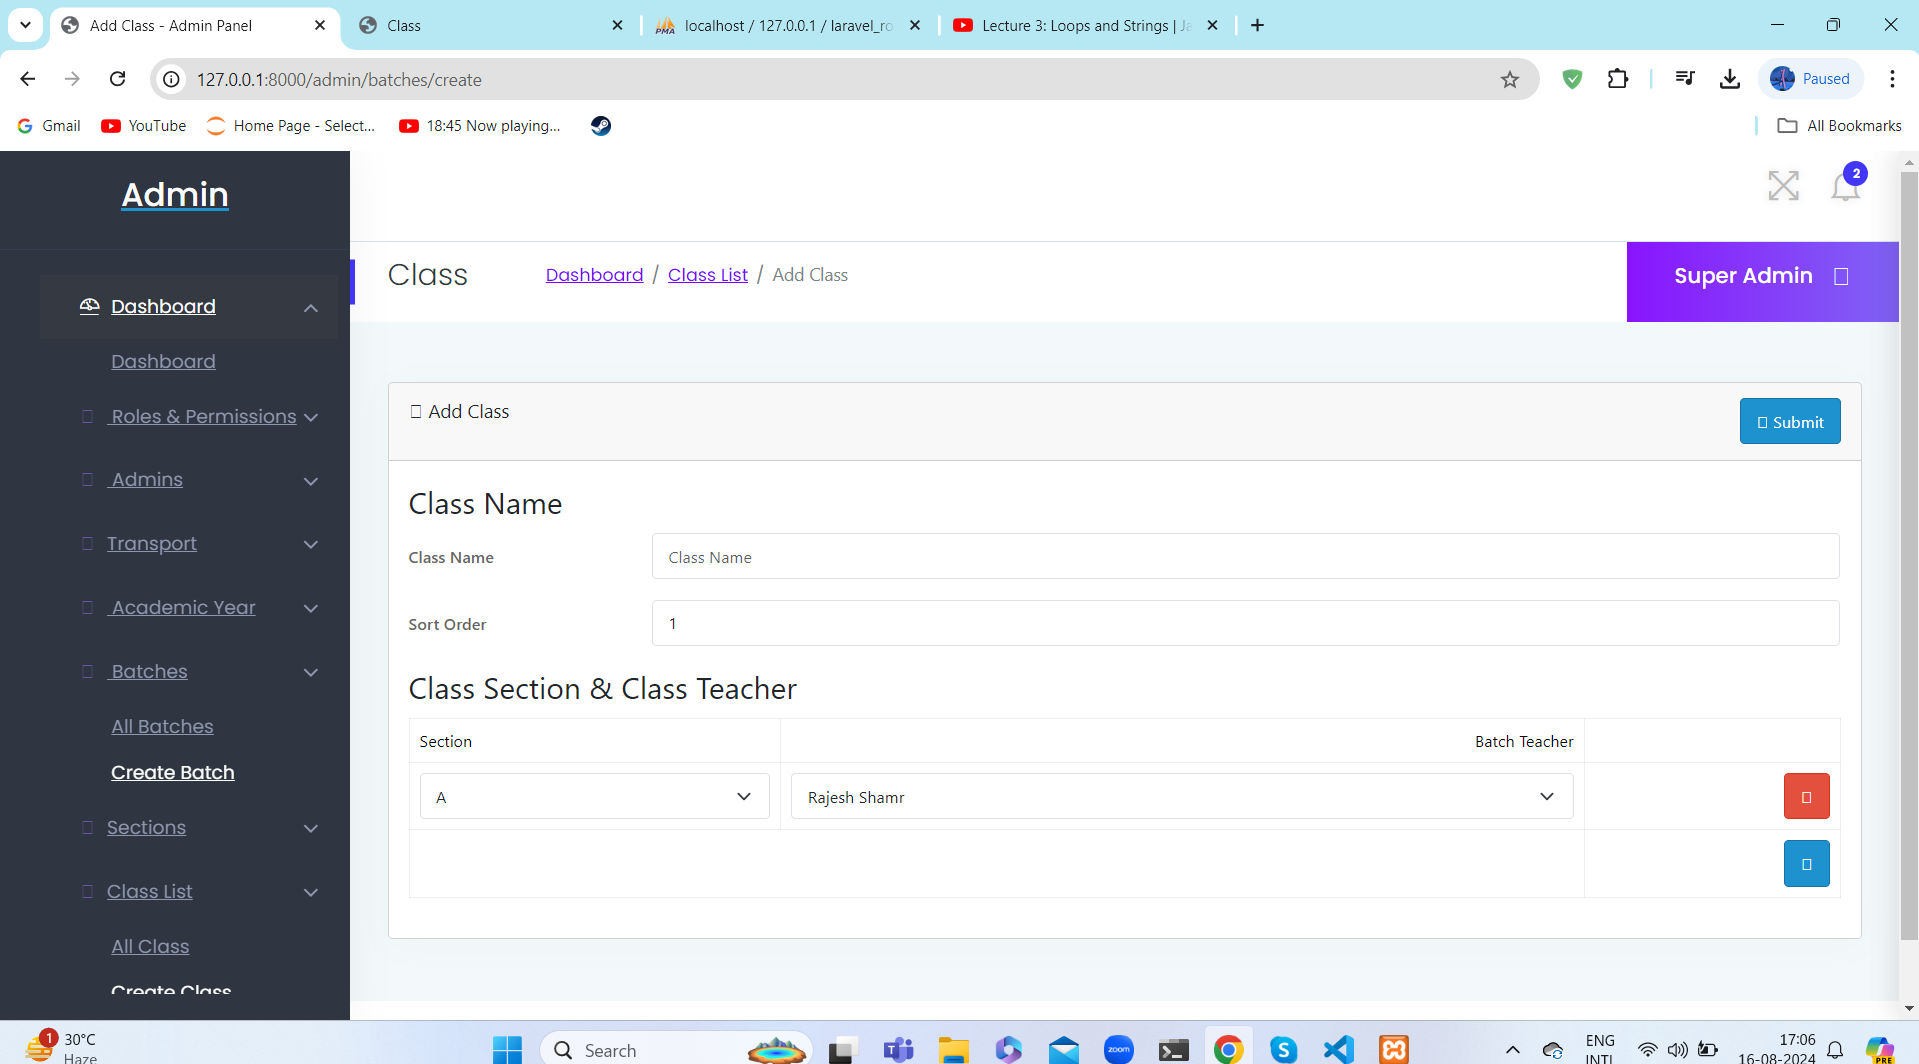 Add Class - Admin Panel
Class
localhost / 127.0.0.1 / laravel_ro
Lecture 3: Loops and Strings | Ja
127.0.0.1:8000/admin/batches/create
Paused
Gmail
YouTube
Home Page - Select...
18:45 Now playing...
All Bookmarks
Admin
2
Class
Dashboard / Class List / Add Class
Super Admin
Dashboard
Dashboard
Roles & Permissions
Admins
Transport
Academic Year
Batches
All Batches
Create Batch
Sections
Class List
All Class
Create Class
Add Class
Submit
Class Name
Class Name
Class Name
Sort Order
1
Class Section & Class Teacher
Section
Batch Teacher
A
Rajesh Shamr
1
30°C
Haze
Search
zoom
PRE
ENG
INTL
17:06
16-08-2024